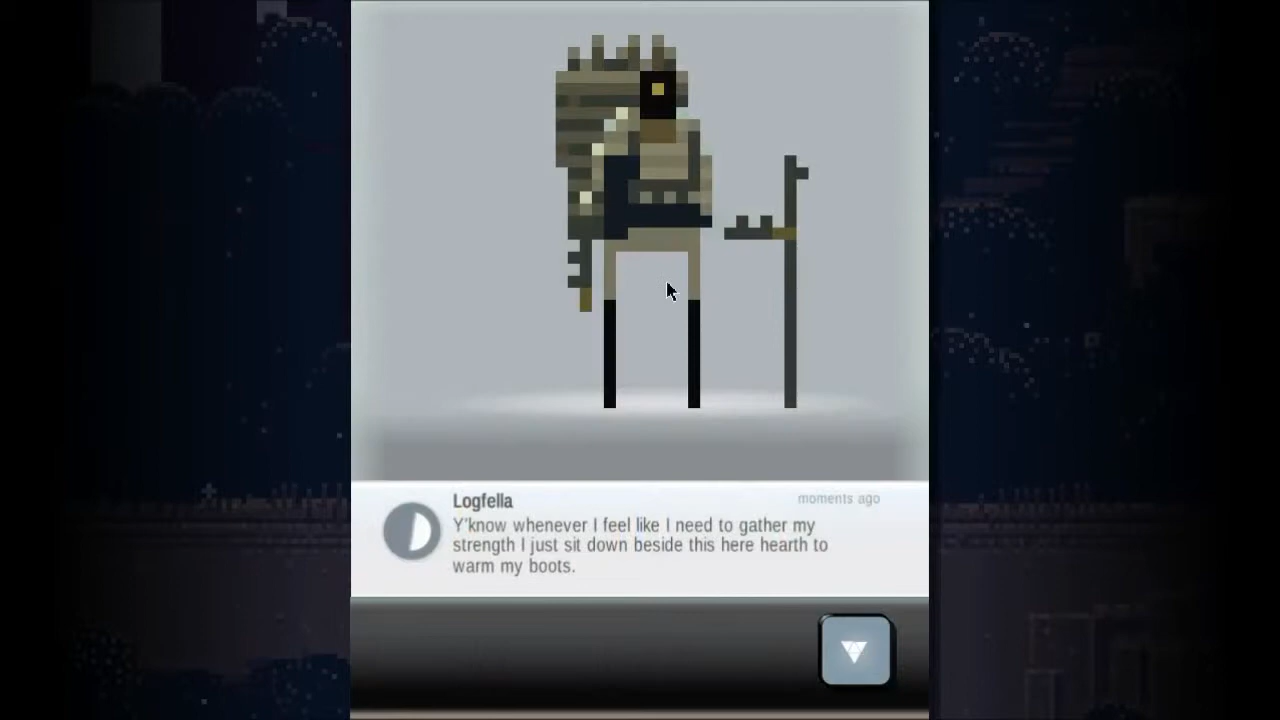 Logfella
moments ago
Y'know whenever I feel like I need to gather my
strength I just sit down beside this here hearth to
warm my boots.